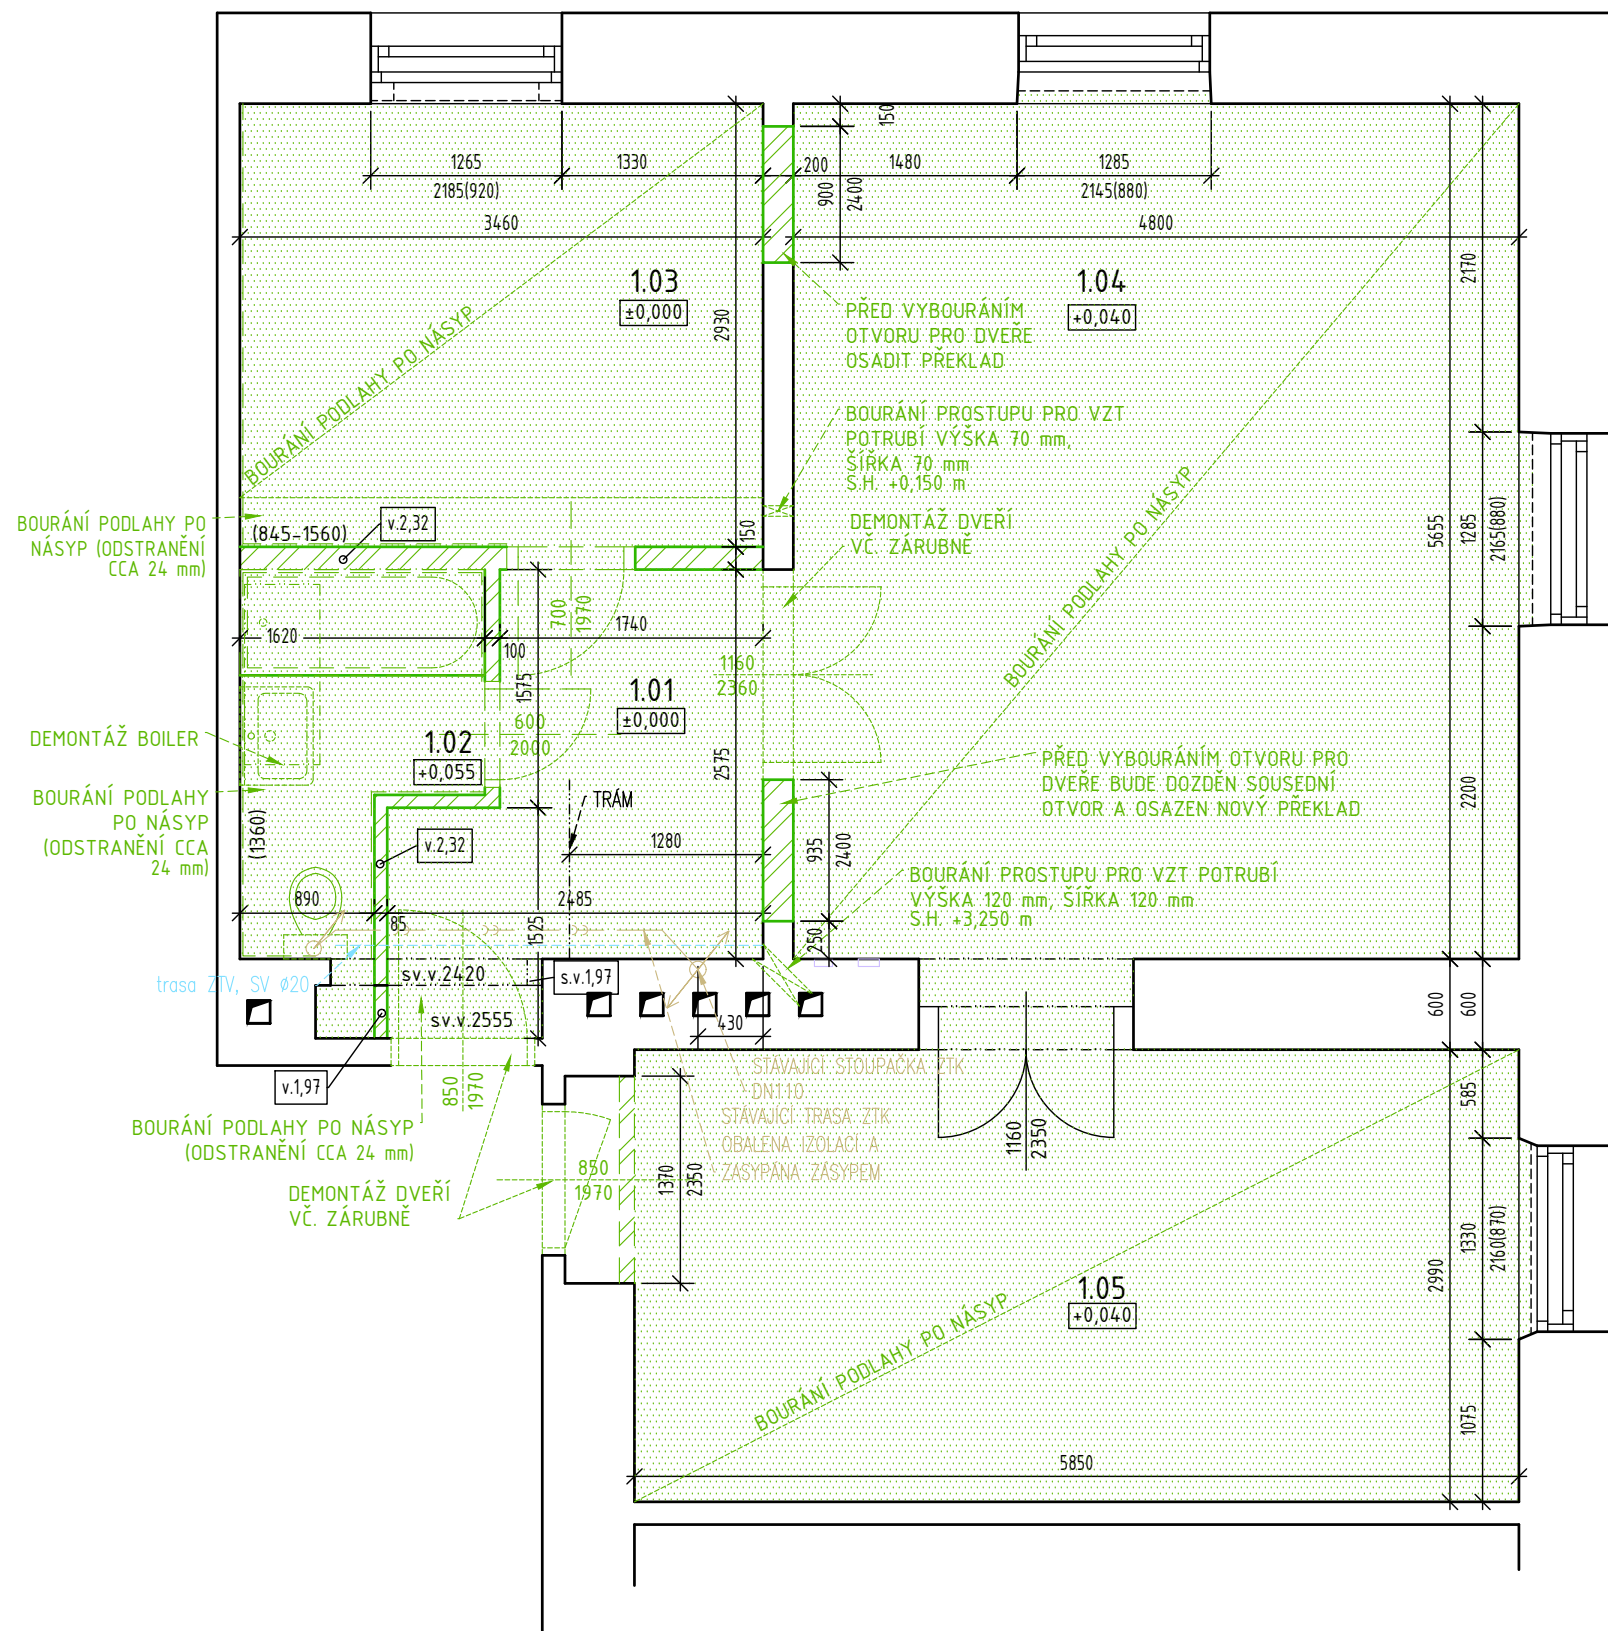 1265
2185(920)
1330
200
900
2400
150
1480
1285
2145(880)
3460
4800
1.03
±0,000
1.04
+0,040
2930
2170
PŘED VYBOURÁNÍM
OTVORU PRO DVEŘE
OSADIT PŘEKLAD
BOURÁNÍ PODLAHY PO NÁSYP
BOURÁNÍ PROSTUPU PRO VZT
POTRUBÍ VÝŠKA 70 mm,
ŠÍŘKA 70 mm
S.H. +0,150 m
BOURÁNÍ PODLAHY PO NÁSYP
BOURÁNÍ PODLAHY PO
NÁSYP (ODSTRANĚNÍ
CCA 24 mm)
(845-1560)
v.2,32
150
DEMONTÁŽ DVEŘÍ
VČ. ZÁRUBNĚ
5655
1285
2165(880)
700
1970
1620
100
1740
1575
1160
2360
1.01
±0,000
600
2000
1.02
+0,055
2575
DEMONTÁŽ BOILER
BOURÁNÍ PODLAHY
PO NÁSYP
(ODSTRANĚNÍ CCA
24 mm)
(1360)
TRÁM
v.2,32
1280
PŘED VYBOURÁNÍM OTVORU PRO
DVEŘE BUDE DOZDĚN SOUSEDNÍ
OTVOR A OSAZEN NOVÝ PŘEKLAD
935
2400
2200
BOURÁNÍ PROSTUPU PRO VZT POTRUBÍ
VÝŠKA 120 mm, ŠÍŘKA 120 mm
S.H. +3,250 m
890
85
2485
1525
250
trasa ZTV, SV ø20
sv.v.2420
s.v.1,97
sv.v.2555
430
600
600
v.1,97
850
1970
STÁVAJÍCÍ STOUPAČKA ZTK
DN110
STÁVAJÍCÍ TRASA ZTK
OBALENA IZOLACÍ A
ZASYPÁNA ZÁSYPEM
BOURÁNÍ PODLAHY PO NÁSYP
(ODSTRANĚNÍ CCA 24 mm)
DEMONTÁŽ DVEŘÍ
VČ. ZÁRUBNĚ
850
1970
1370
2350
1160
2350
585
2990
1330
2160(870)
1.05
+0,040
BOURÁNÍ PODLAHY PO NÁSYP
1075
5850